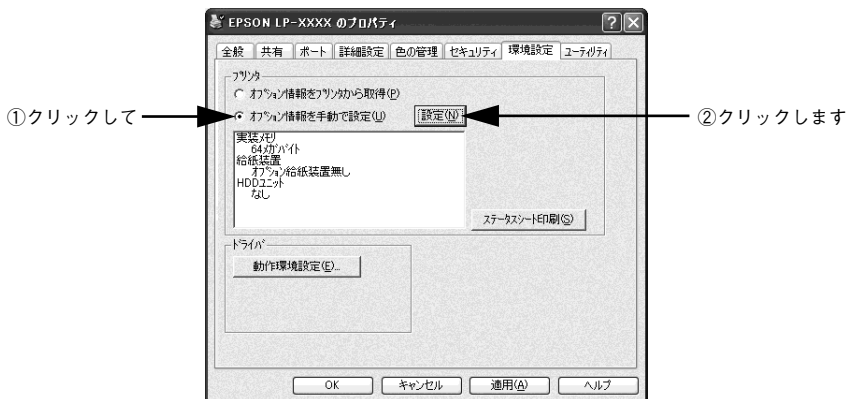 EPSON LP-XXXX のプロパティ
全般 共有 ポート 詳細設定 色の管理 セキュリティ 環境設定 ユーティリティ
プリンタ
オプション情報をプリンタから取得(P)
①クリックして
オプション情報を手動で設定(U) 設定(N)...
②クリックします
実装メモリ
64メガバイト
給紙装置
オプション給紙装置無し
HDDユニット
なし
ステータスシート印刷(S)
ドライバ
動作環境設定(E)...
OK キャンセル 適用(A) ヘルプ